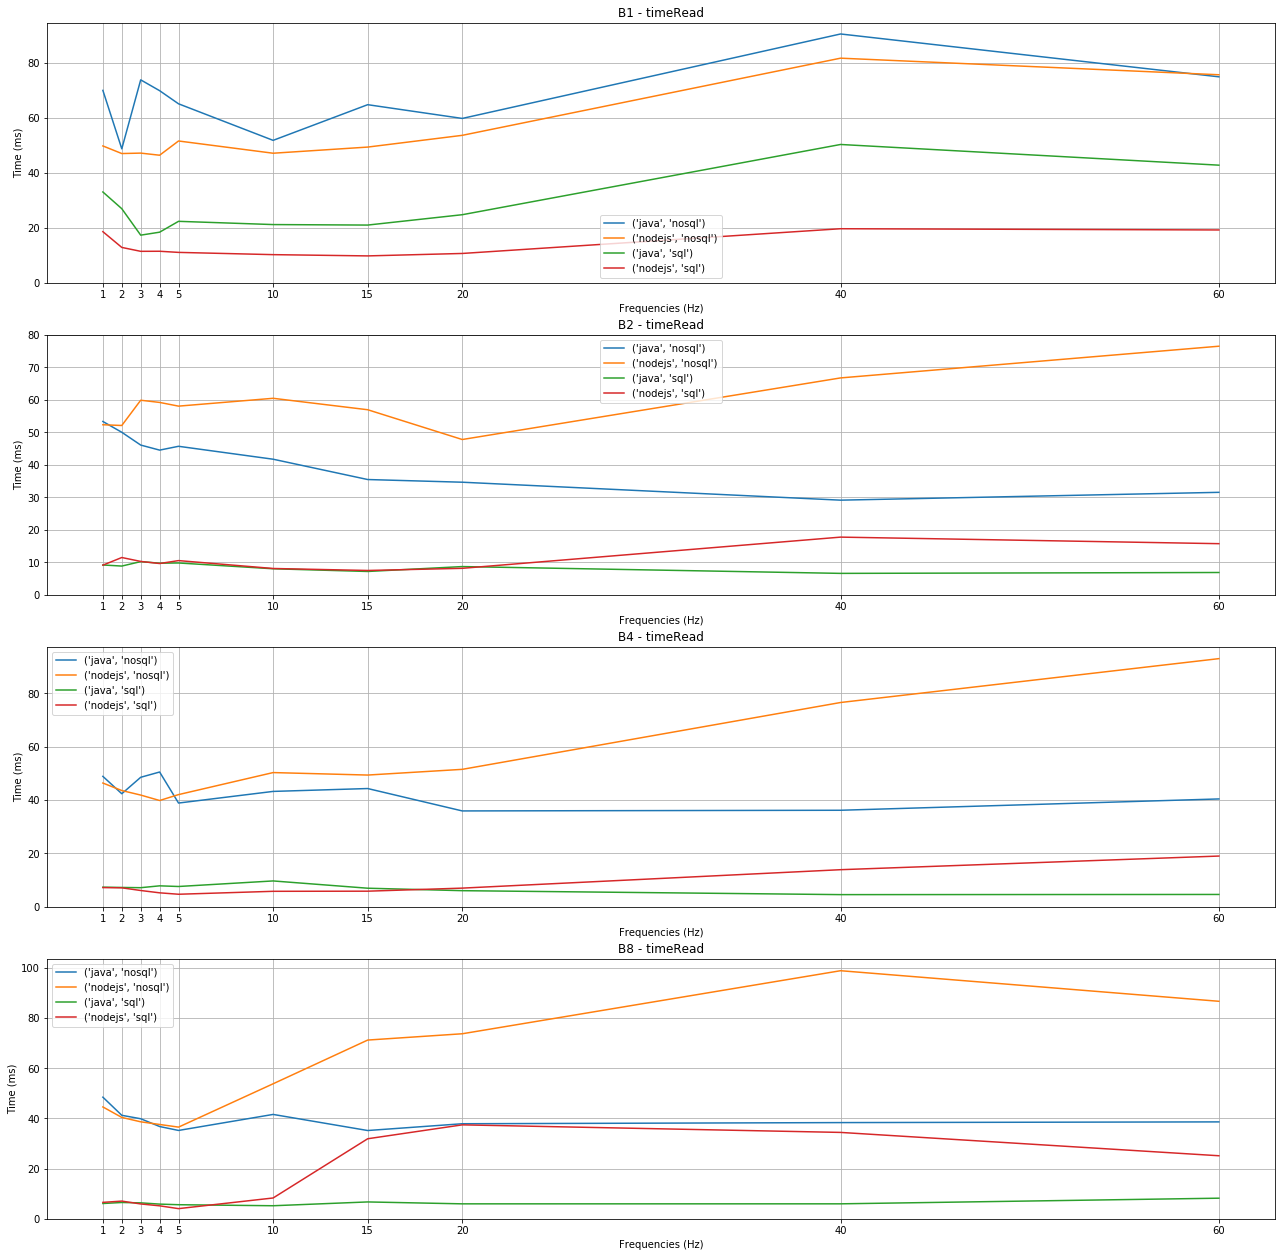 B1 - timeRead
80
60
40
20
0
Time (ms)
('java', 'nosql')
('nodejs', 'nosql')
('java', 'sql')
('nodejs', 'sql')
1 2 3 4 5 10 15 20 40 60
Frequencies (Hz)
B2 - timeRead
80
70
60
50
40
30
20
10
0
Time (ms)
('java', 'nosql')
('nodejs', 'nosql')
('java', 'sql')
('nodejs', 'sql')
1 2 3 4 5 10 15 20 40 60
Frequencies (Hz)
B4 - timeRead
80
60
40
20
0
Time (ms)
('java', 'nosql')
('nodejs', 'nosql')
('java', 'sql')
('nodejs', 'sql')
1 2 3 4 5 10 15 20 40 60
Frequencies (Hz)
B8 - timeRead
100
80
60
40
20
0
Time (ms)
('java', 'nosql')
('nodejs', 'nosql')
('java', 'sql')
('nodejs', 'sql')
1 2 3 4 5 10 15 20 40 60
Frequencies (Hz)